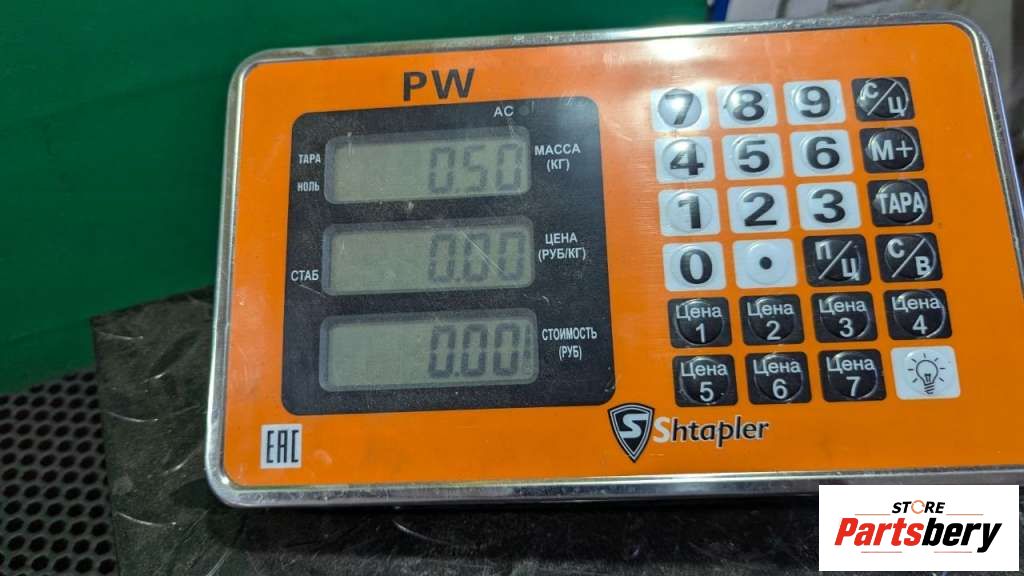 PW
AC
ТАРА
НОЛЬ
0.50
МАССА
(КГ)
СТАБ
0.00
ЦЕНА
(РУБ/КГ)
0.00
СТОИМОСТЬ
(РУБ)
7 8 9 С/Ц
4 5 6 М+
1 2 3 ТАРА
0 . П/Ц С/В
Цена 1
Цена 2
Цена 3
Цена 4
Цена 5
Цена 6
Цена 7
EAC
S Shtapler
STORE
Partsbery